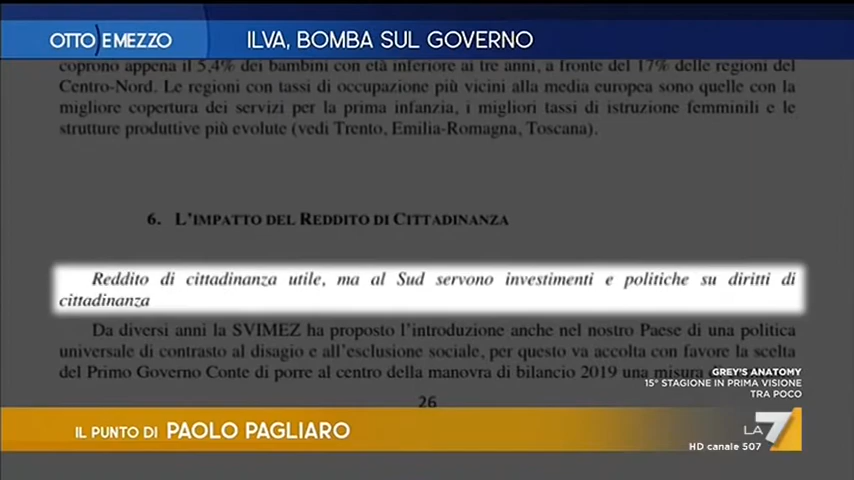 OTTO E MEZZO
ILVA, BOMBA SUL GOVERNO
coprono appena il 5,4% dei bambini con età inferiore ai tre anni, a fronte del 17% delle regioni del
Centro-Nord. Le regioni con tassi di occupazione più vicini alla media europea sono quelle con la
migliore copertura dei servizi per la prima infanzia, i migliori tassi di istruzione femminili e le
strutture produttive più evolute (vedi Trento, Emilia-Romagna, Toscana).
6. L'IMPATTO DEL REDDITO DI CITTADINANZA
Reddito di cittadinanza utile, ma al Sud servono investimenti e politiche su diritti di
cittadinanza
Da diversi anni la SVIMEZ ha proposto l'introduzione anche nel nostro Paese di una politica
universale di contrasto al disagio e all'esclusione sociale, per questo va accolta con favore la scelta
del Primo Governo Conte di porre al centro della manovra di bilancio 2019 una misura
GREY'S ANATOMY
15° STAGIONE IN PRIMA VISIONE
TRA POCO
26
IL PUNTO DI PAOLO PAGLIARO
LA7
HD canale 507